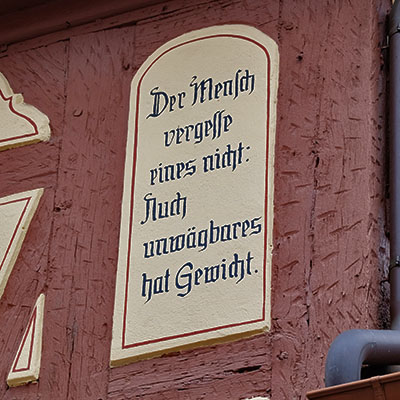 Der Mensch
vergesse
eines nicht:
Auch
unwägbares
hat Gewicht.